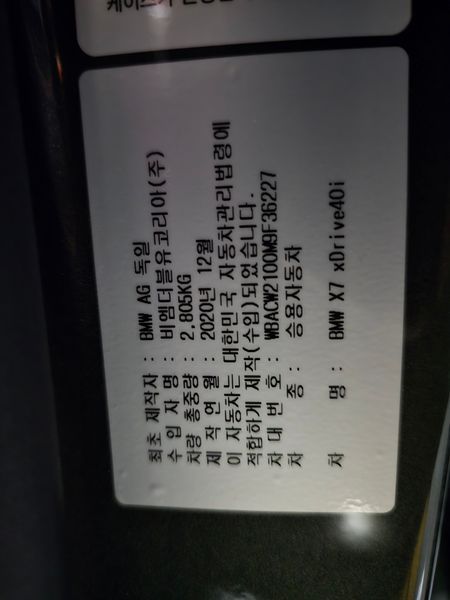 최초 제작자 : BMW AG 독일
수 입 자 명 : 비엠더블유코리아(주)
차량 총중량 : 2,805KG
제 작 연 월 : 2020년 12월
이 자동차는 대한민국 자동차관리법령에
적합하게 제작(수입)되었습니다.
차 대 번 호 : WBACW2100M9F36227
차 종 : 승용자동차
차 명 : BMW X7 xDrive40i